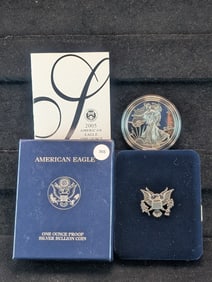 2005
AMERICAN
EAGLE
AMERICAN EAGLE
ONE OUNCE PROOF
SILVER BULLION COIN